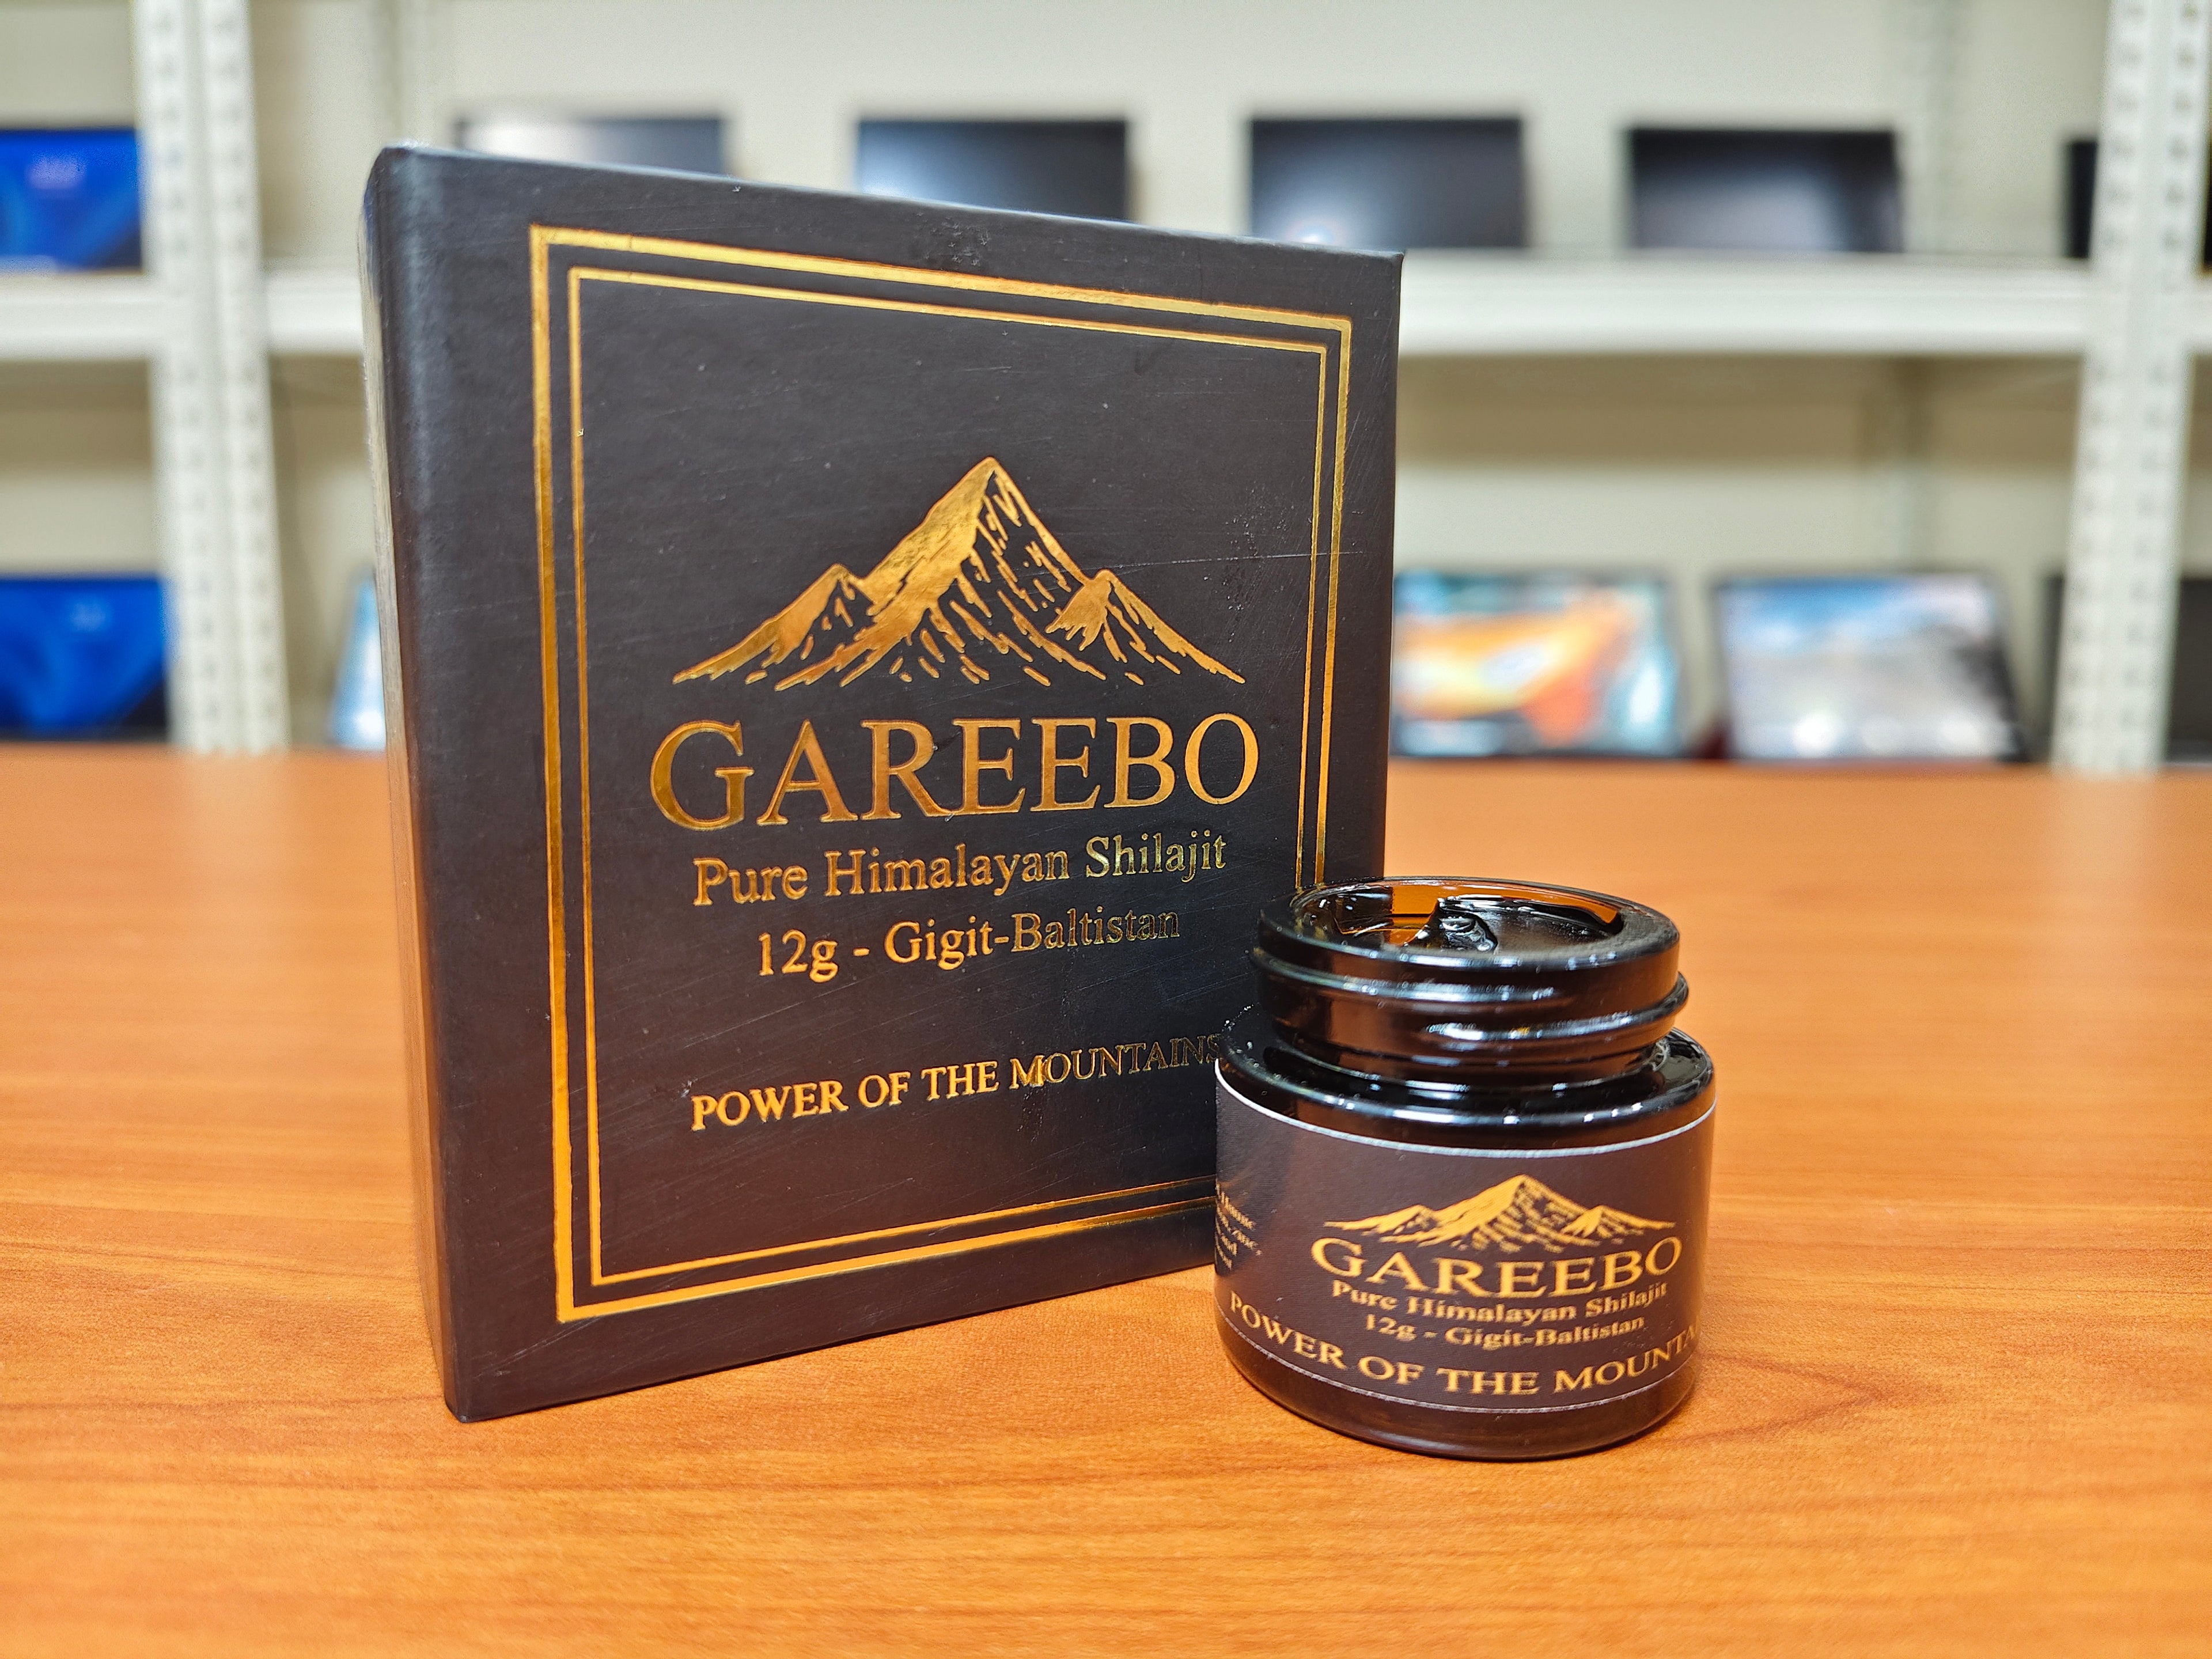 GAREEBO
Pure Himalayan Shilajit
12g - Gigit-Baltistan
POWER OF THE MOUNTAINS
GAREEBO
Pure Himalayan Shilajit
12g - Gigit-Baltistan
POWER OF THE MOUNTA